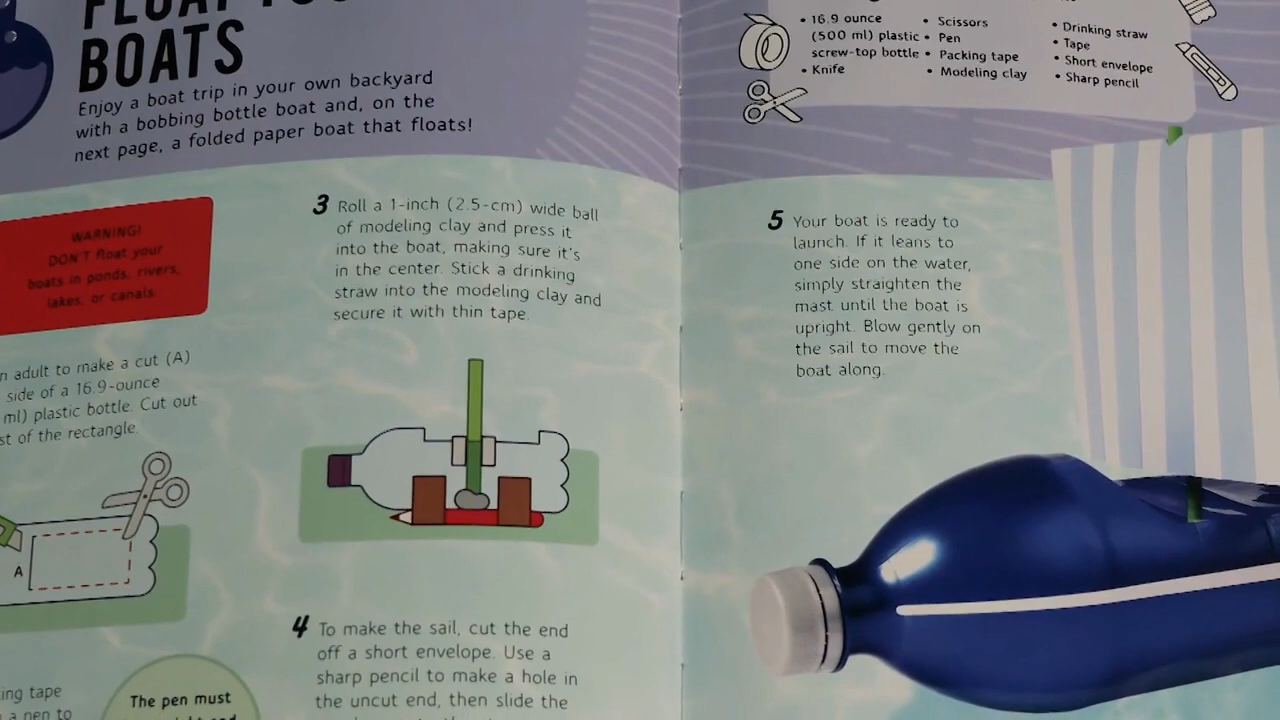 BOATS
Enjoy a boat trip in your own backyard
with a bobbing bottle boat and, on the
next page, a folded paper boat that floats!
WARNING!
DON'T float your
boats in ponds, rivers,
lakes, or canals.
adult to make a cut (A)
side of a 16.9-ounce
ml) plastic bottle. Cut out
of the rectangle.
A
tape
a pen to
The pen must
3 Roll a 1-inch (2.5-cm) wide ball
of modeling clay and press it
into the boat, making sure it's
in the center. Stick a drinking
straw into the modeling clay and
secure it with thin tape.
4 To make the sail, cut the end
off a short envelope. Use a
sharp pencil to make a hole in
the uncut end, then slide the
• 16.9 ounce
(500 ml) plastic
screw-top bottle
• Knife
• Scissors
• Pen
• Packing tape
• Modeling clay
• Drinking straw
• Tape
• Short envelope
• Sharp pencil
5 Your boat is ready to
launch. If it leans to
one side on the water,
simply straighten the
mast until the boat is
upright. Blow gently on
the sail to move the
boat along.